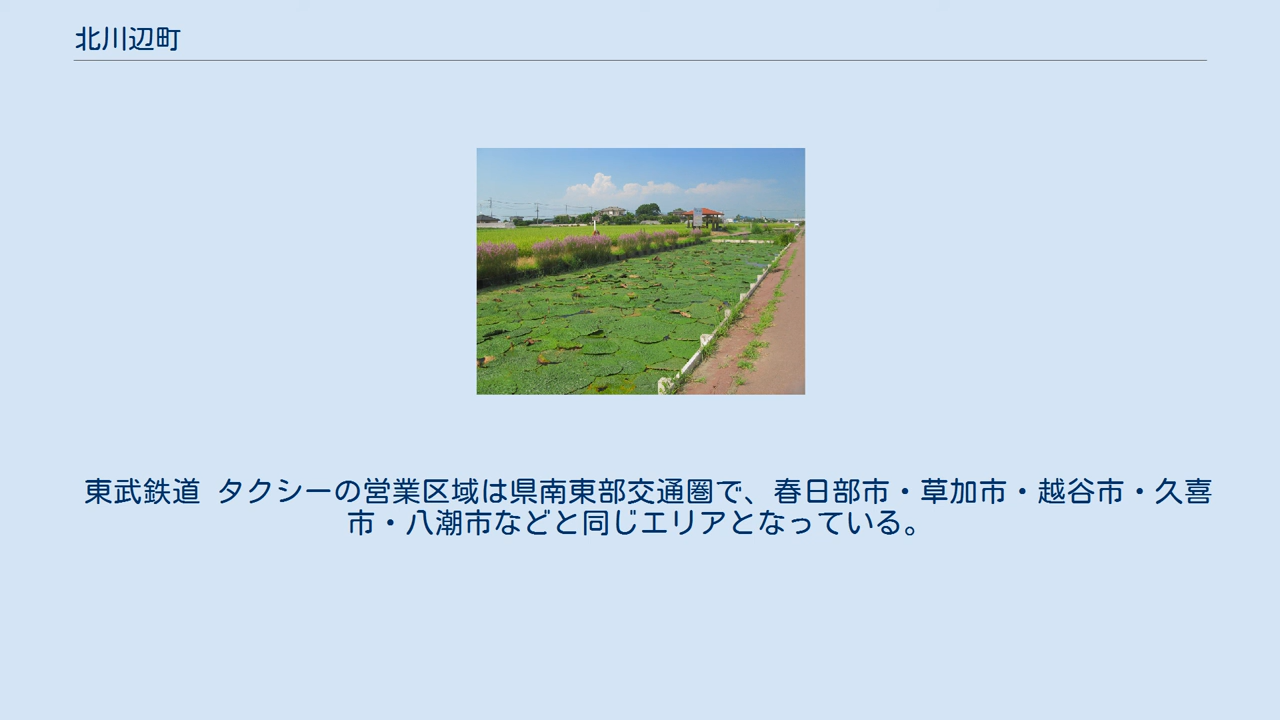 北川辺町
東武鉄道 タクシーの営業区域は県南東部交通圏で、春日部市・草加市・越谷市・久喜
市・八潮市などと同じエリアとなっている。